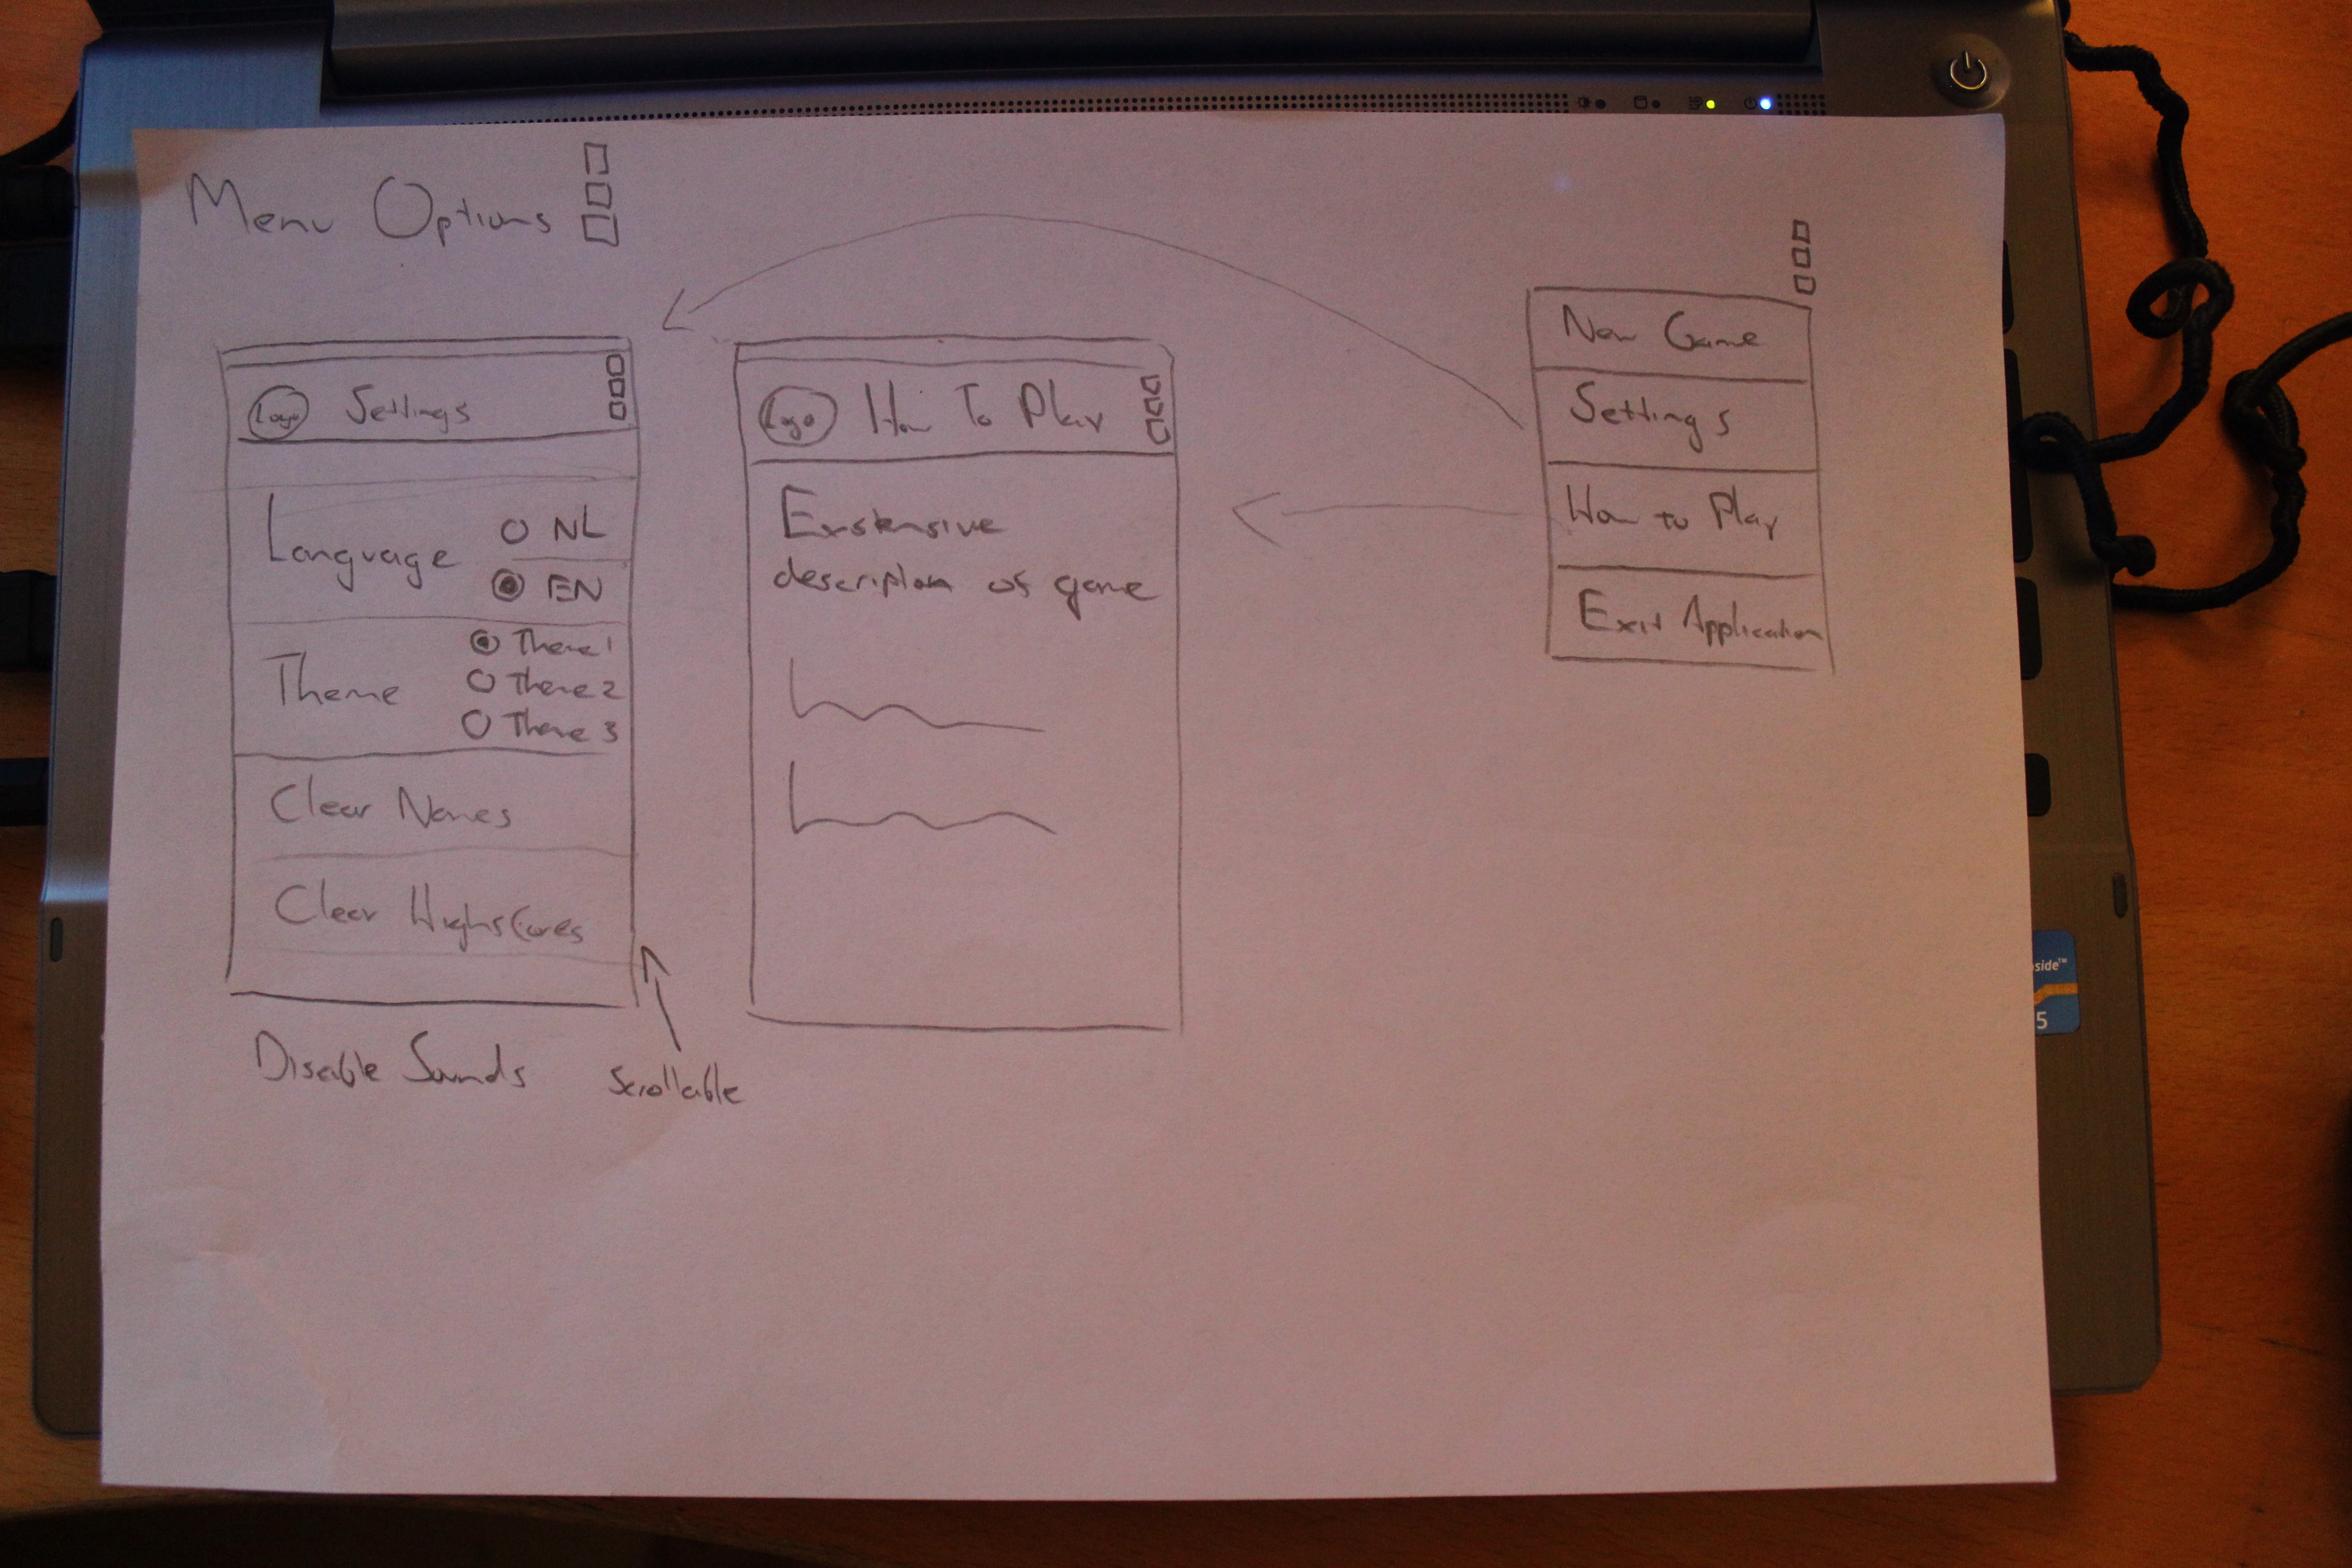 Menu Options
Logo Settings
Language
NL
EN
Theme
Theme 1
Theme 2
Theme 3
Clear Names
Clear HighsCores
Disable Sounds
Scrollable
Logo How To Play
Exstensive
description of game
New Game
Settings
How to Play
Exit Application
side™
5